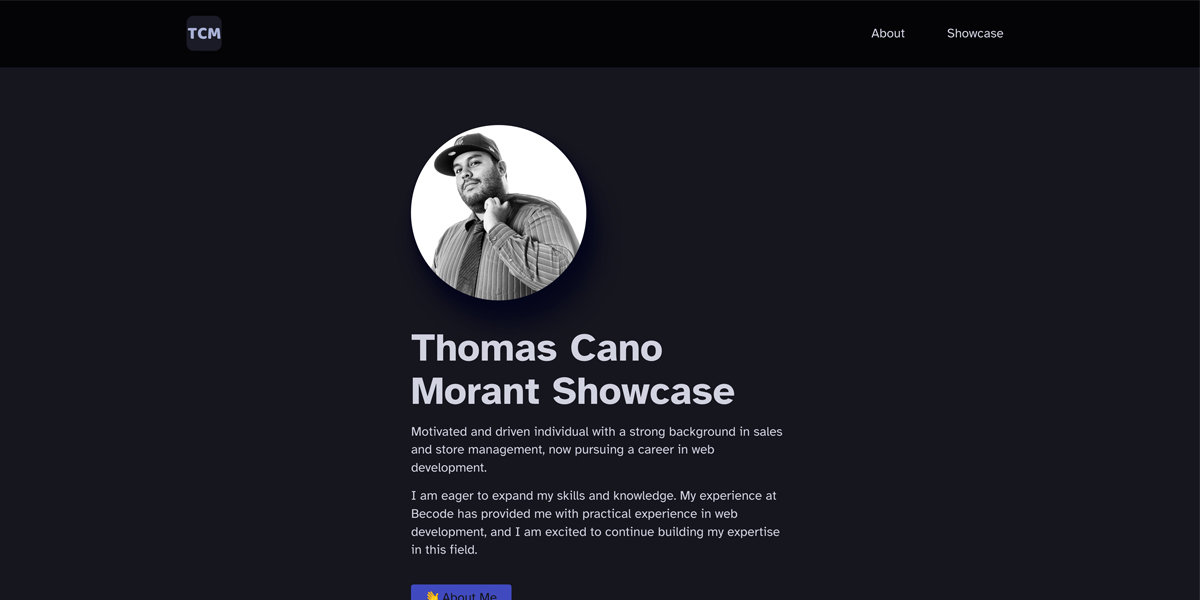 TCM
About
Showcase
Thomas Cano
Morant Showcase
Motivated and driven individual with a strong background in sales
and store management, now pursuing a career in web
development.
I am eager to expand my skills and knowledge. My experience at
Becode has provided me with practical experience in web
development, and I am excited to continue building my expertise
in this field.
👋 About Me